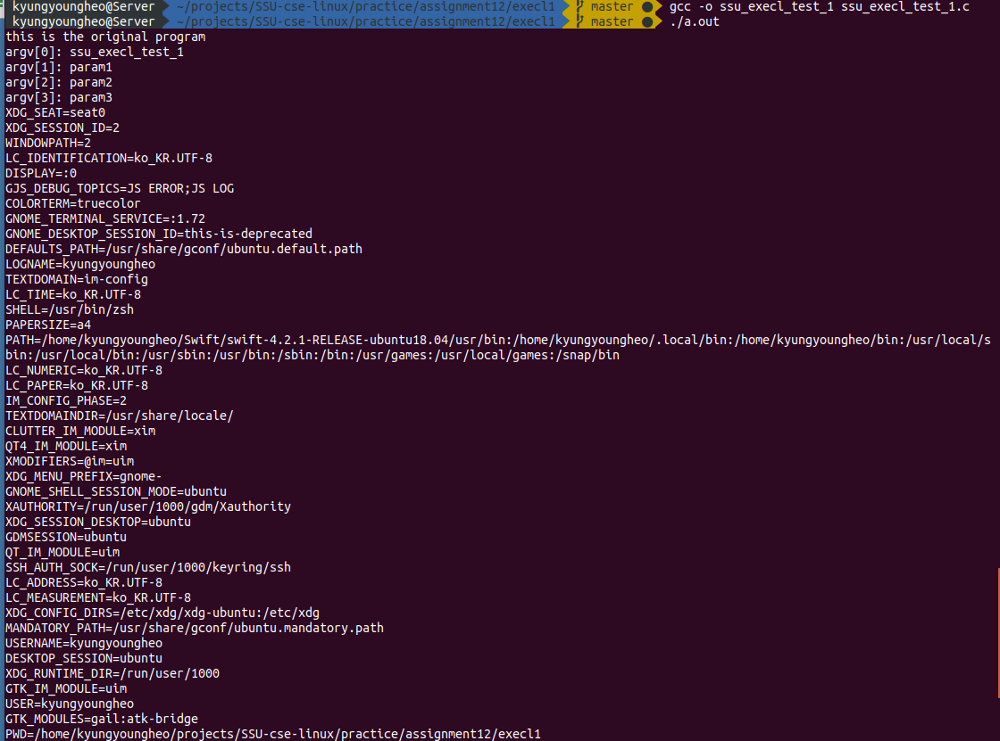 kyungyoungheo@Server ~/projects/SSU-cse-linux/practice/assignment12/execl1 master ● gcc -o ssu_execl_test_1 ssu_execl_test_1.c
kyungyoungheo@Server ~/projects/SSU-cse-linux/practice/assignment12/execl1 master ● ./a.out
this is the original program
argv[0]: ssu_execl_test_1
argv[1]: param1
argv[2]: param2
argv[3]: param3
XDG_SEAT=seat0
XDG_SESSION_ID=2
WINDOWPATH=2
LC_IDENTIFICATION=ko_KR.UTF-8
DISPLAY=:0
GJS_DEBUG_TOPICS=JS ERROR;JS LOG
COLORTERM=truecolor
GNOME_TERMINAL_SERVICE=:1.72
GNOME_DESKTOP_SESSION_ID=this-is-deprecated
DEFAULTS_PATH=/usr/share/gconf/ubuntu.default.path
LOGNAME=kyungyoungheo
TEXTDOMAIN=im-config
LC_TIME=ko_KR.UTF-8
SHELL=/usr/bin/zsh
PAPERSIZE=a4
PATH=/home/kyungyoungheo/Swift/swift-4.2.1-RELEASE-ubuntu18.04/usr/bin:/home/kyungyoungheo/.local/bin:/home/kyungyoungheo/bin:/usr/local/s
bin:/usr/local/bin:/usr/sbin:/usr/bin:/sbin:/bin:/usr/games:/usr/local/games:/snap/bin
LC_NUMERIC=ko_KR.UTF-8
LC_PAPER=ko_KR.UTF-8
IM_CONFIG_PHASE=2
TEXTDOMAINDIR=/usr/share/locale/
CLUTTER_IM_MODULE=xim
QT4_IM_MODULE=xim
XMODIFIERS=@im=uim
XDG_MENU_PREFIX=gnome-
GNOME_SHELL_SESSION_MODE=ubuntu
XAUTHORITY=/run/user/1000/gdm/Xauthority
XDG_SESSION_DESKTOP=ubuntu
GDMSESSION=ubuntu
QT_IM_MODULE=uim
SSH_AUTH_SOCK=/run/user/1000/keyring/ssh
LC_ADDRESS=ko_KR.UTF-8
LC_MEASUREMENT=ko_KR.UTF-8
XDG_CONFIG_DIRS=/etc/xdg/xdg-ubuntu:/etc/xdg
MANDATORY_PATH=/usr/share/gconf/ubuntu.mandatory.path
USERNAME=kyungyoungheo
DESKTOP_SESSION=ubuntu
XDG_RUNTIME_DIR=/run/user/1000
GTK_IM_MODULE=uim
USER=kyungyoungheo
GTK_MODULES=gail:atk-bridge
PWD=/home/kyungyoungheo/projects/SSU-cse-linux/practice/assignment12/execl1